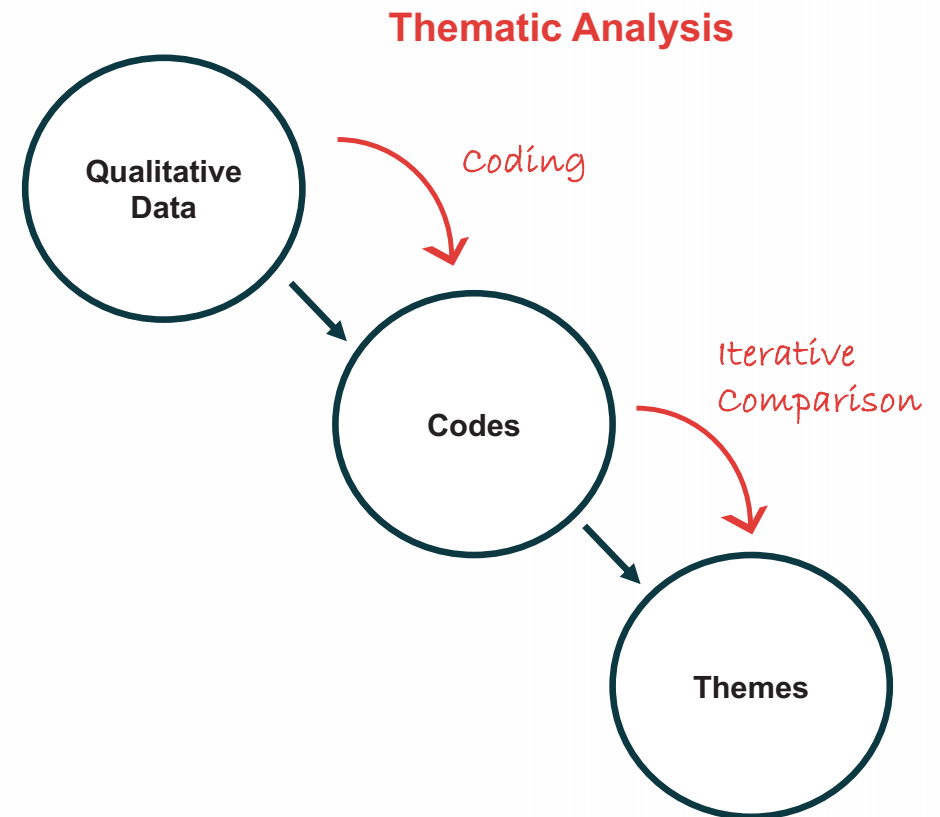 Thematic Analysis
Qualitative
Data
Coding
Codes
Iterative
Comparison
Themes